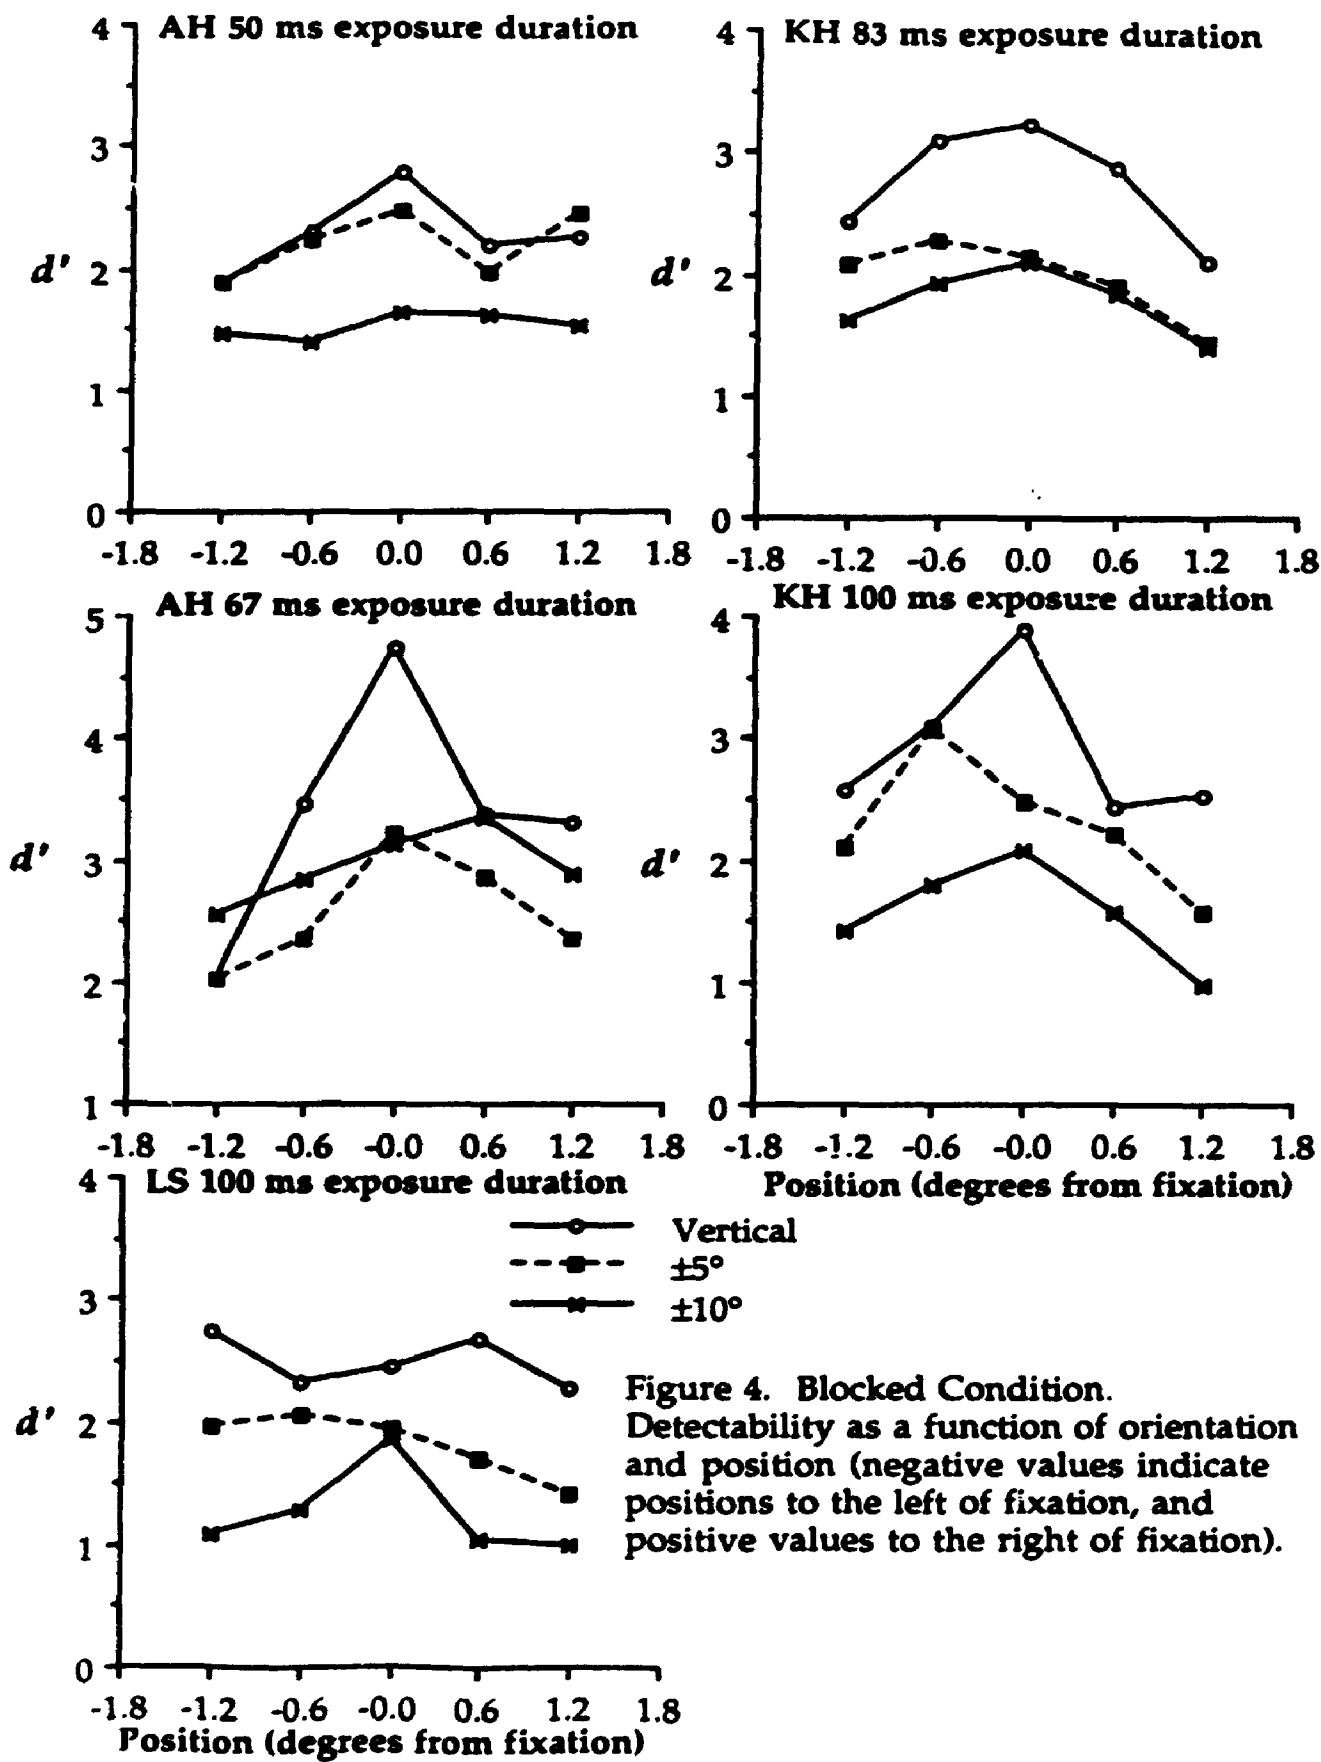 AH 50 ms exposure duration
4
3
d' 2
1
0
-1.8 -1.2 -0.6 0.0 0.6 1.2 1.8
KH 83 ms exposure duration
4
3
d' 2
1
0
-1.8 -1.2 -0.6 0.0 0.6 1.2 1.8
AH 67 ms exposure duration
5
4
d' 3
2
1
-1.8 -1.2 -0.6 -0.0 0.6 1.2 1.8
KH 100 ms exposure duration
4
3
d' 2
1
0
-1.8 -1.2 -0.6 -0.0 0.6 1.2 1.8
Position (degrees from fixation)
LS 100 ms exposure duration
4
3
d' 2
1
0
-1.8 -1.2 -0.6 -0.0 0.6 1.2 1.8
Position (degrees from fixation)
Vertical
±5°
±10°
Figure 4. Blocked Condition.
Detectability as a function of orientation
and position (negative values indicate
positions to the left of fixation, and
positive values to the right of fixation).